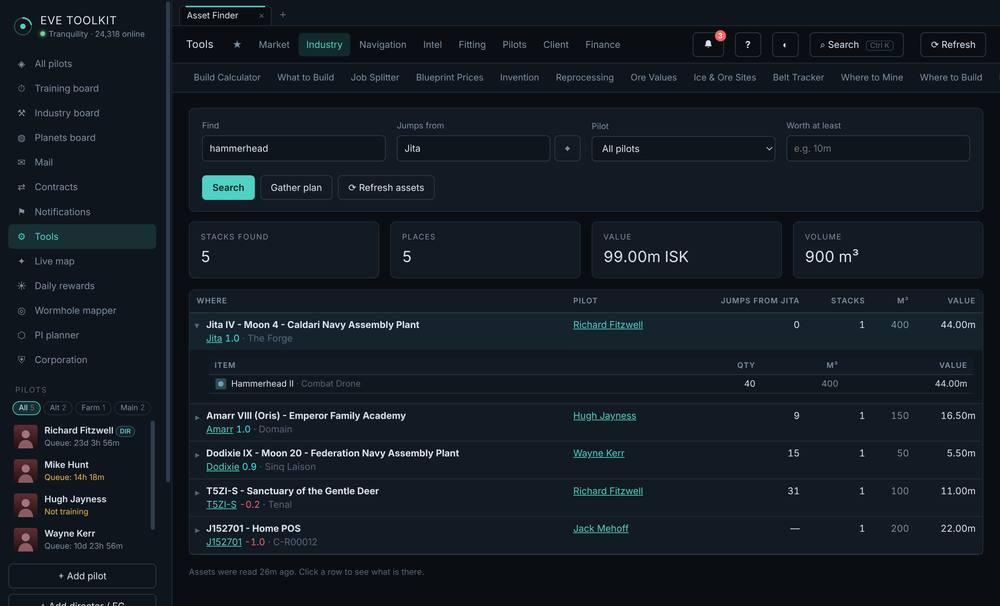 EVE TOOLKIT
Tranquility · 24,318 online
All pilots
Training board
Industry board
Planets board
Mail
Contracts
Notifications
Tools
Live map
Daily rewards
Wormhole mapper
PI planner
Corporation
PILOTS
All 5 Alt 2 Farm 1 Main 2
Richard Fitzwell DIR
Queue: 23d 3h 56m
Mike Hunt
Queue: 14h 18m
Hugh Jayness
Not training
Wayne Kerr
Queue: 10d 23h 56m
+ Add pilot
+ Add director / FC
Asset Finder × +
Tools ★ Market Industry Navigation Intel Fitting Pilots Client Finance 3 ? Search Ctrl K ⟳ Refresh
Build Calculator What to Build Job Splitter Blueprint Prices Invention Reprocessing Ore Values Ice & Ore Sites Belt Tracker Where to Mine Where to Build
Find Jumps from Pilot Worth at least
hammerhead Jita All pilots e.g. 10m
Search Gather plan ⟳ Refresh assets
STACKS FOUND PLACES VALUE VOLUME
5 5 99.00m ISK 900 m³
WHERE PILOT JUMPS FROM JITA STACKS M³ VALUE
Jita IV - Moon 4 - Caldari Navy Assembly Plant Richard Fitzwell 0 1 400 44.00m
Jita 1.0 · The Forge
ITEM QTY M³ VALUE
Hammerhead II · Combat Drone 40 400 44.00m
Amarr VIII (Oris) - Emperor Family Academy Hugh Jayness 9 1 150 16.50m
Amarr 1.0 · Domain
Dodixie IX - Moon 20 - Federation Navy Assembly Plant Wayne Kerr 15 1 50 5.50m
Dodixie 0.9 · Sinq Laison
T5ZI-S - Sanctuary of the Gentle Deer Richard Fitzwell 31 1 100 11.00m
T5ZI-S -0.2 · Tenal
J152701 - Home POS Jack Mehoff — 1 200 22.00m
J152701 -1.0 · C-R00012
Assets were read 26m ago. Click a row to see what is there.